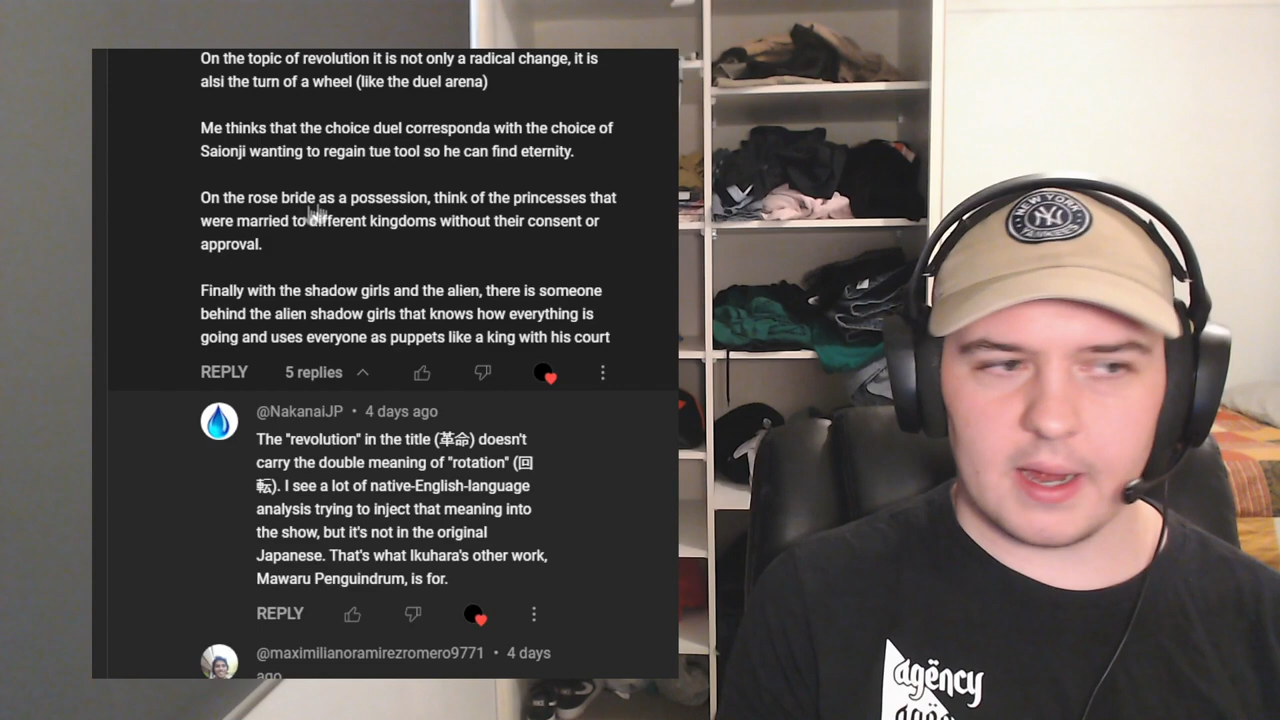 On the topic of revolution it is not only a radical change, it is
alsi the turn of a wheel (like the duel arena)
Me thinks that the choice duel corresponda with the choice of
Saionji wanting to regain tue tool so he can find eternity.
On the rose bride as a possession, think of the princesses that
were married to different kingdoms without their consent or
approval.
Finally with the shadow girls and the alien, there is someone
behind the alien shadow girls that knows how everything is
going and uses everyone as puppets like a king with his court
REPLY 5 replies
@NakanaiJP • 4 days ago
The "revolution" in the title (革命) doesn't
carry the double meaning of "rotation" (回
転). I see a lot of native-English-language
analysis trying to inject that meaning into
the show, but it's not in the original
Japanese. That's what Ikuhara's other work,
Mawaru Penguindrum, is for.
REPLY
@maximilianoramirezromero9771 • 4 days
ago
NEW YORK
YANKEES
agëncy
agëncy